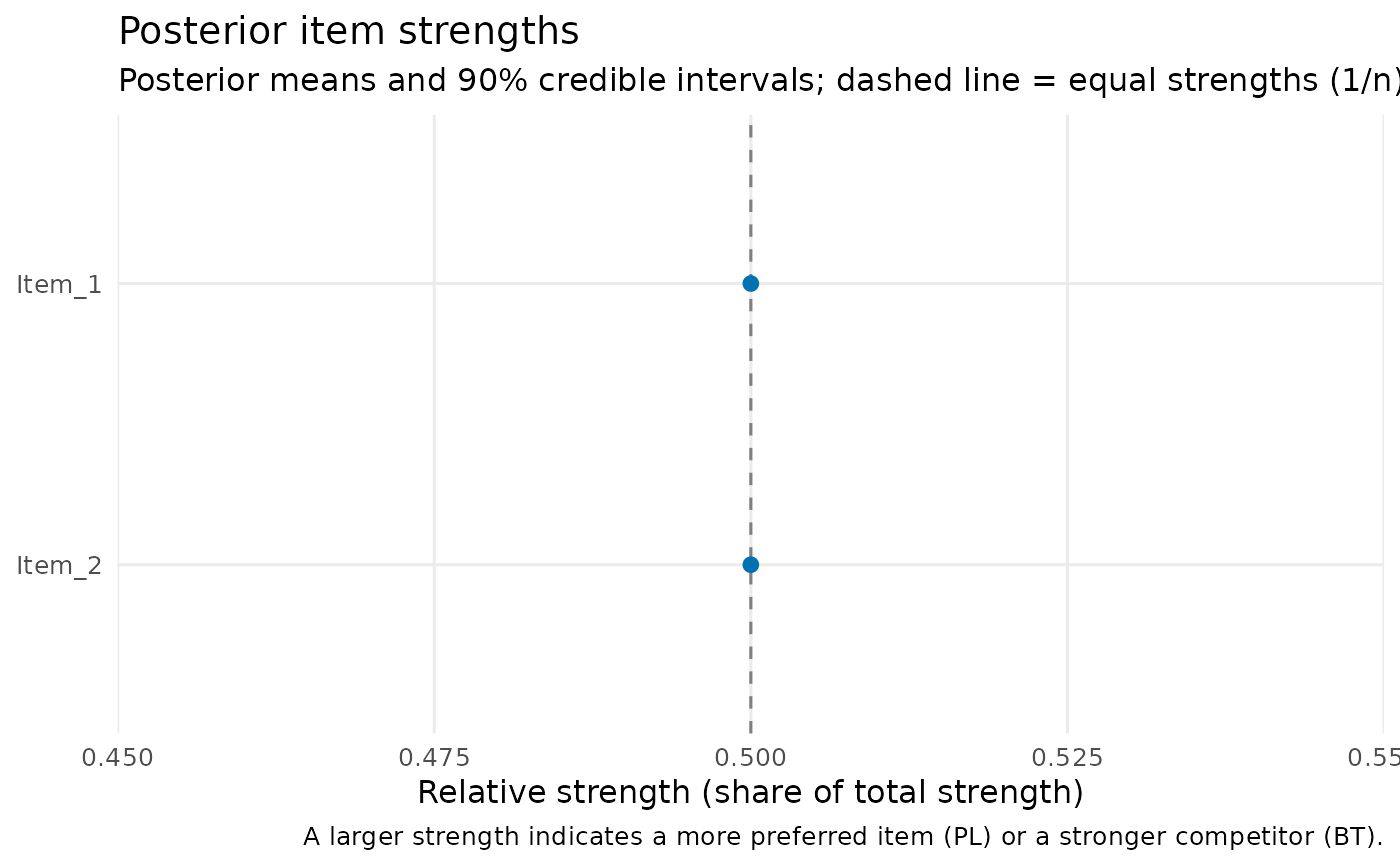 Posterior item strengths
Posterior means and 90% credible intervals; dashed line = equal strengths (1/n)
Item_1
Item_2
0.450 0.475 0.500 0.525 0.55
Relative strength (share of total strength)
A larger strength indicates a more preferred item (PL) or a stronger competitor (BT).